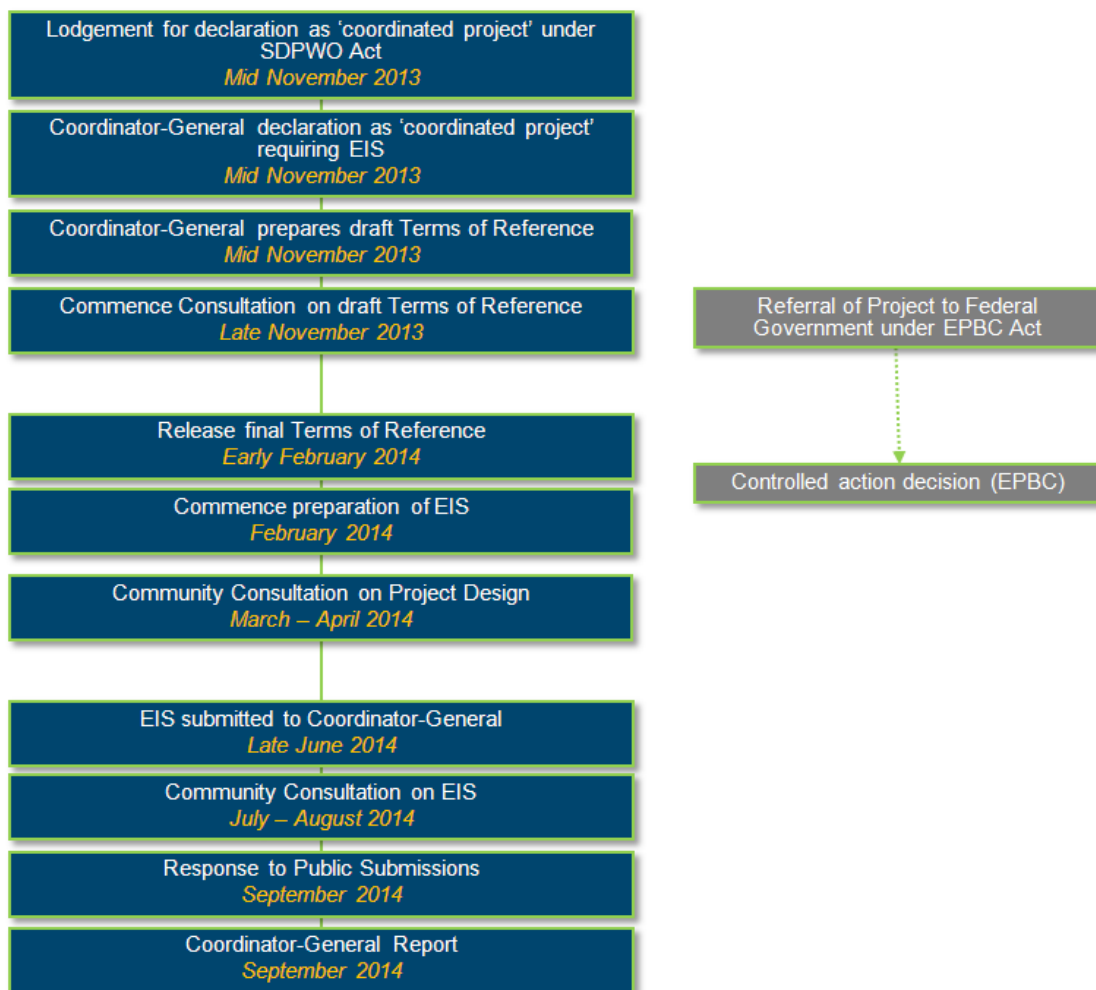 Lodgement for declaration as ‘coordinated project’ under
SDPWO Act
Mid November 2013
Coordinator-General declaration as ‘coordinated project’
requiring EIS
Mid November 2013
Coordinator-General prepares draft Terms of Reference
Mid November 2013
Commence Consultation on draft Terms of Reference
Late November 2013
Referral of Project to Federal
Government under EPBC Act
Release final Terms of Reference
Early February 2014
Controlled action decision (EPBC)
Commence preparation of EIS
February 2014
Community Consultation on Project Design
March – April 2014
EIS submitted to Coordinator-General
Late June 2014
Community Consultation on EIS
July – August 2014
Response to Public Submissions
September 2014
Coordinator-General Report
September 2014